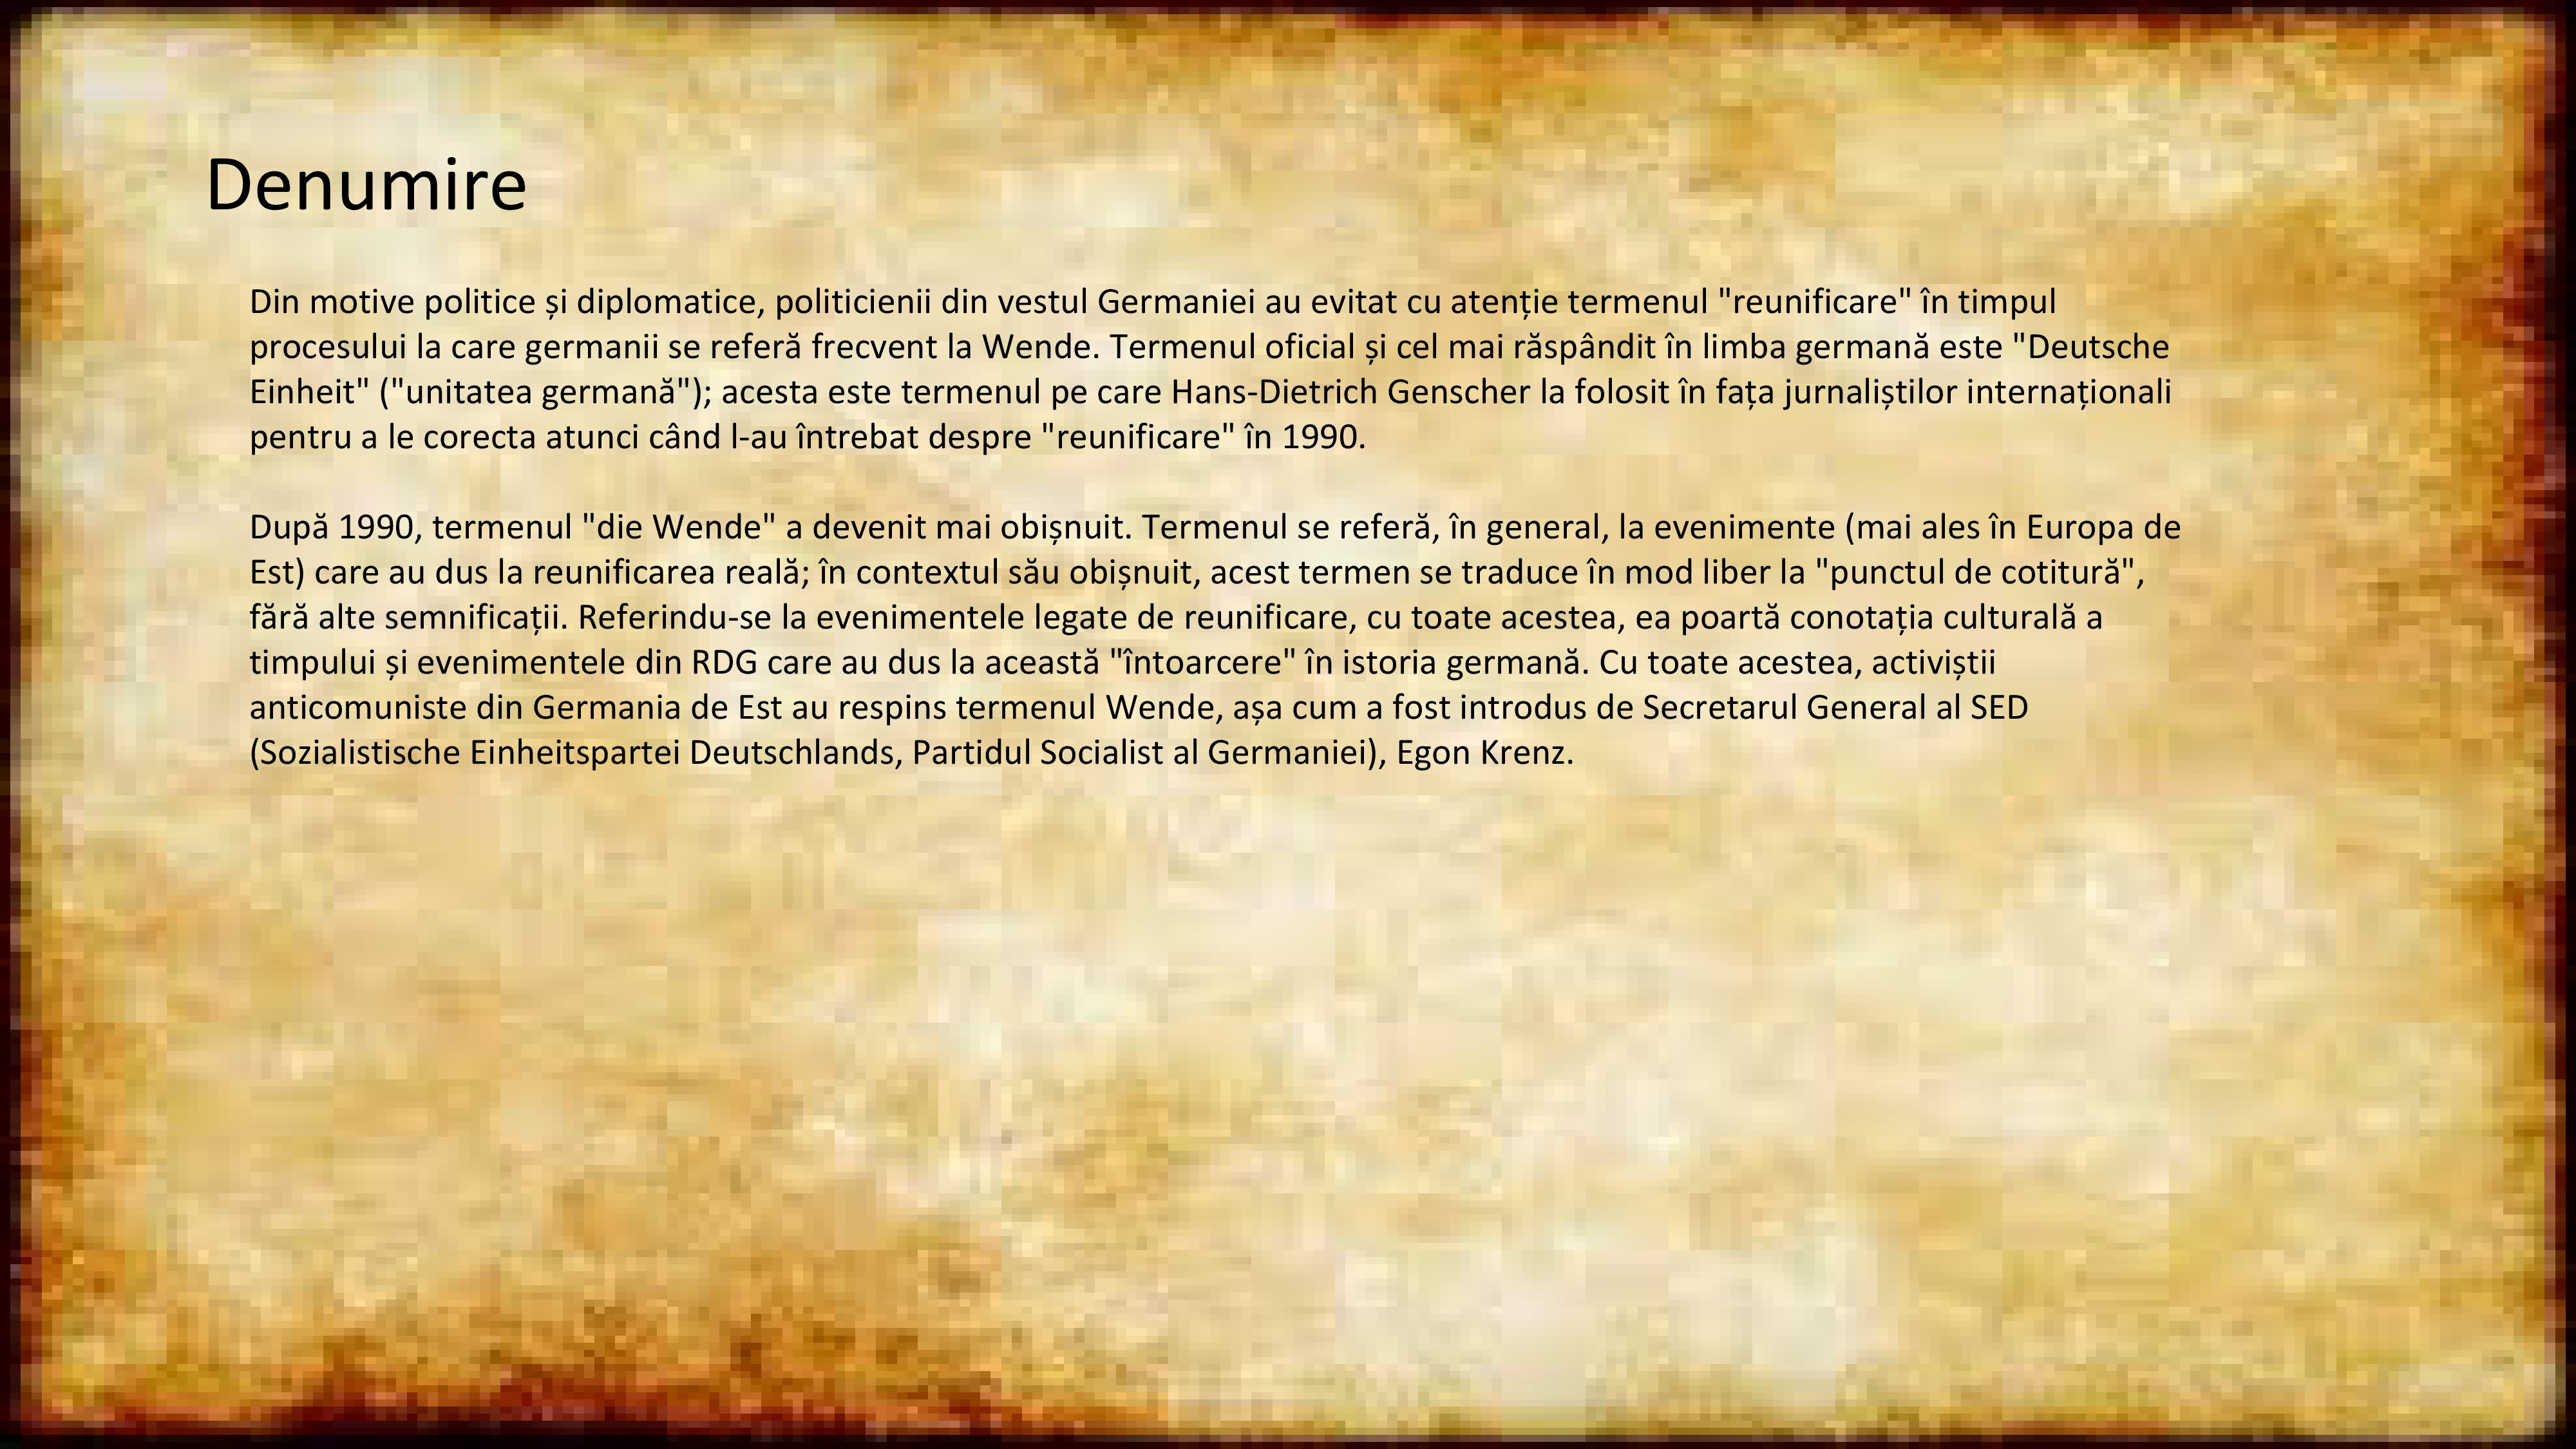 Denumire
Din motive politice și diplomatice, politicienii din vestul Germaniei au evitat cu atenție termenul "reunificare" în timpul
procesului la care germanii se referă frecvent la Wende. Termenul oficial și cel mai răspândit în limba germană este "Deutsche
Einheit" ("unitatea germană"); acesta este termenul pe care Hans-Dietrich Genscher la folosit în fața jurnaliștilor internaționali
pentru a le corecta atunci când l-au întrebat despre "reunificare" în 1990.
După 1990, termenul "die Wende" a devenit mai obișnuit. Termenul se referă, în general, la evenimente (mai ales în Europa de
Est) care au dus la reunificarea reală; în contextul său obișnuit, acest termen se traduce în mod liber la "punctul de cotitură",
fără alte semnificații. Referindu-se la evenimentele legate de reunificare, cu toate acestea, ea poartă conotația culturală a
timpului și evenimentele din RDG care au dus la această "întoarcere" în istoria germană. Cu toate acestea, activiștii
anticomuniste din Germania de Est au respins termenul Wende, așa cum a fost introdus de Secretarul General al SED
(Sozialistische Einheitspartei Deutschlands, Partidul Socialist al Germaniei), Egon Krenz.